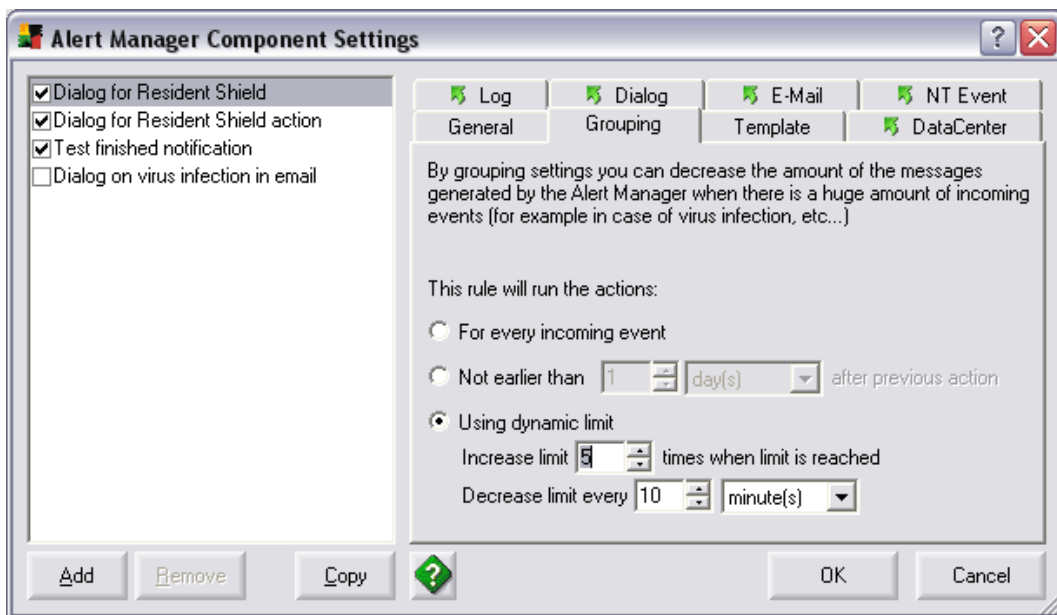 Alert Manager Component Settings
Dialog for Resident Shield
Dialog for Resident Shield action
Test finished notification
Dialog on virus infection in email
Log Dialog E-Mail NT Event
General Grouping Template DataCenter
By grouping settings you can decrease the amount of the messages
generated by the Alert Manager when there is a huge amount of incoming
events (for example in case of virus infection, etc...)
This rule will run the actions:
For every incoming event
Not earlier than 1 day(s) after previous action
Using dynamic limit
Increase limit 5 times when limit is reached
Decrease limit every 10 minute(s)
Add Remove Copy ? OK Cancel